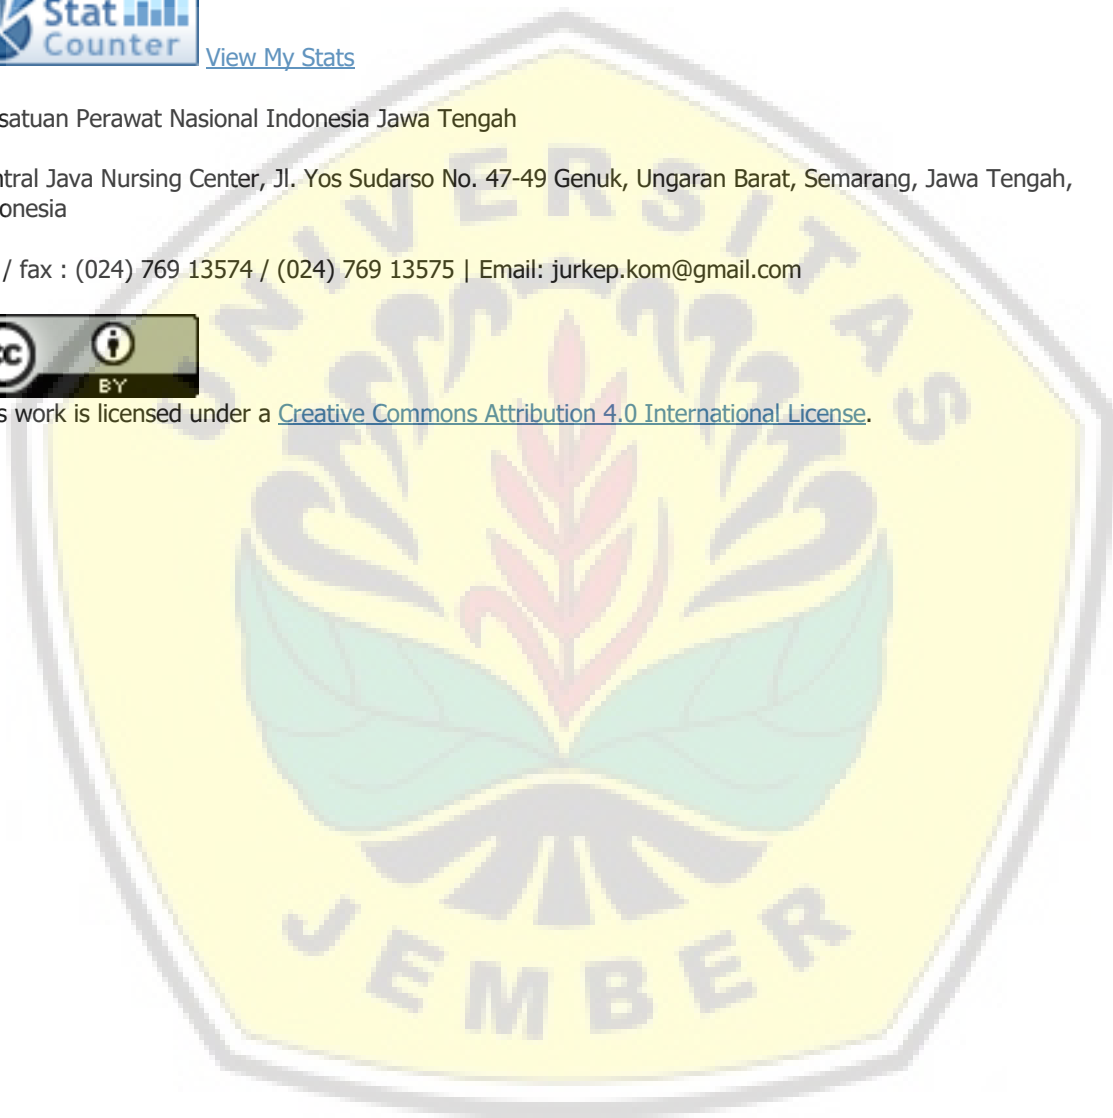 Stat
Counter View My Stats
satuan Perawat Nasional Indonesia Jawa Tengah
ntral Java Nursing Center, Jl. Yos Sudarso No. 47-49 Genuk, Ungaran Barat, Semarang, Jawa Tengah,
onesia
/ fax : (024) 769 13574 / (024) 769 13575 | Email: jurkep.kom@gmail.com
cc
BY
s work is licensed under a Creative Commons Attribution 4.0 International License.
UNIVERSITAS
JEMBER